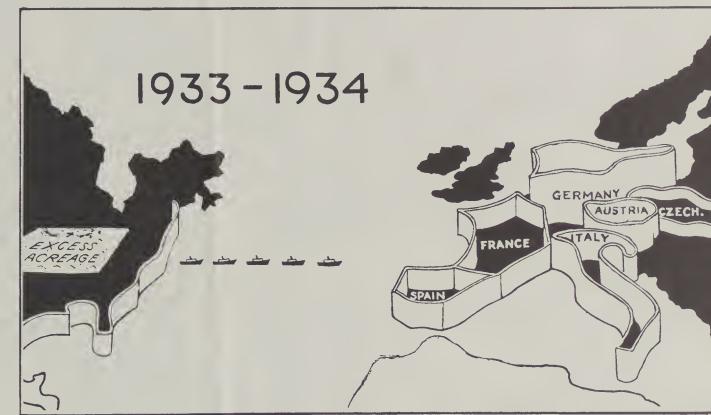 1933-1934
EXCESS
ACREAGE
GERMANY
AUSTRIA
CZECH.
FRANCE
ITALY
SPAIN